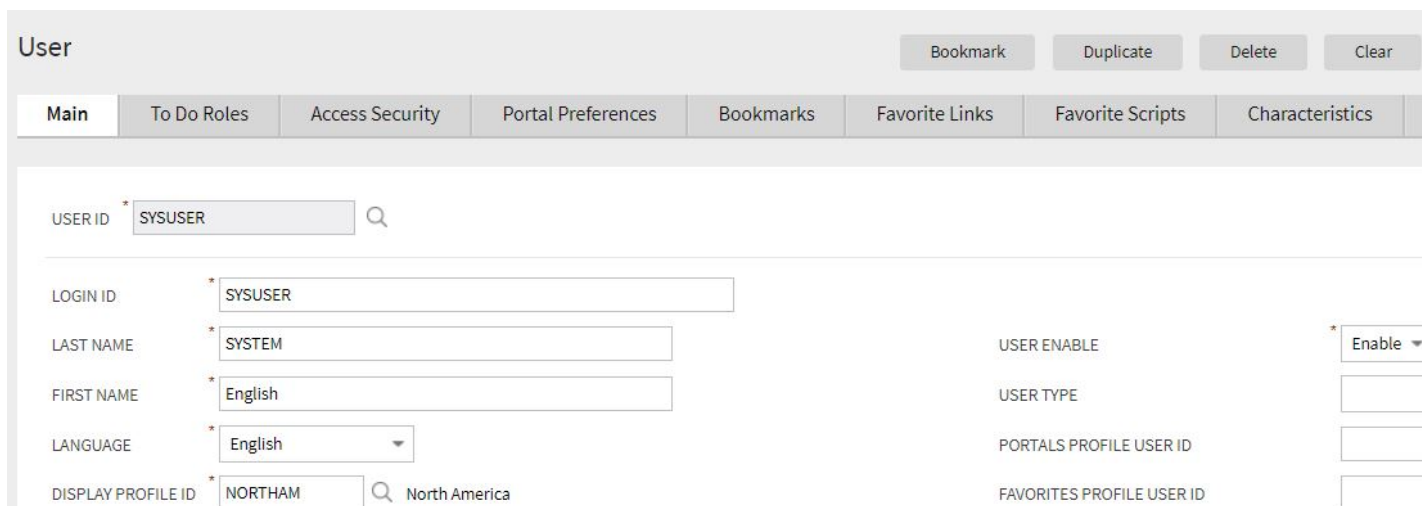 User
Bookmark Duplicate Delete Clear
Main To Do Roles Access Security Portal Preferences Bookmarks Favorite Links Favorite Scripts Characteristics
USER ID * SYSUSER
LOGIN ID * SYSUSER
LAST NAME * SYSTEM USER ENABLE * Enable
FIRST NAME * English USER TYPE
LANGUAGE * English PORTALS PROFILE USER ID
DISPLAY PROFILE ID * NORTHAM North America FAVORITES PROFILE USER ID